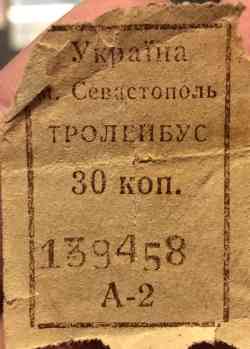 Україна
м. Севастополь
ТРОЛЕЙБУС
30 коп.
139458
А-2